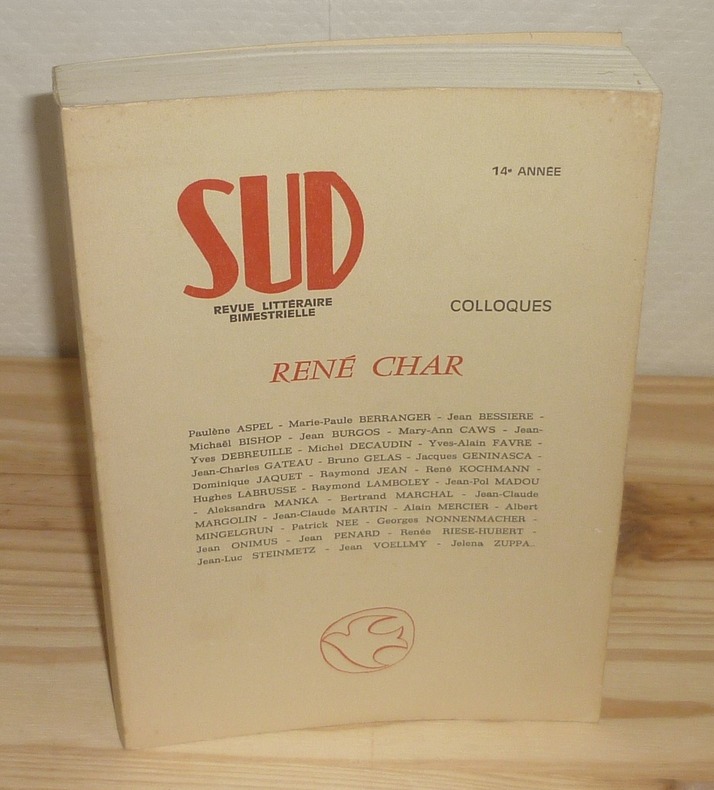 14e ANNÉE
SUD
REVUE LITTÉRAIRE
BIMESTRIELLE
COLLOQUES
RENÉ CHAR
Paulène ASPEL - Marie-Paule BERRANGER - Jean BESSIERE -
Michaël BISHOP - Jean BURGOS - Mary-Ann CAWS - Jean-
Yves DEBREUILLE - Michel DECAUDIN - Yves-Alain FAVRE -
Jean-Charles GATEAU - Bruno GELAS - Jacques GENINASCA -
Dominique JAQUET - Raymond JEAN - René KOCHMANN -
Hughes LABRUSSE - Raymond LAMBOLEY - Jean-Pol MADOU
- Aleksandra MANKA - Bertrand MARCHAL - Jean-Claude
MARGOLIN - Jean-Claude MARTIN - Alain MERCIER - Albert
MINGELGRUN - Patrick NEE - Georges NONNENMACHER -
Jean ONIMUS - Jean PENARD - Renée RIESE-HUBERT -
Jean-Luc STEINMETZ - Jean VOELLMY - Jelena ZUPPA..